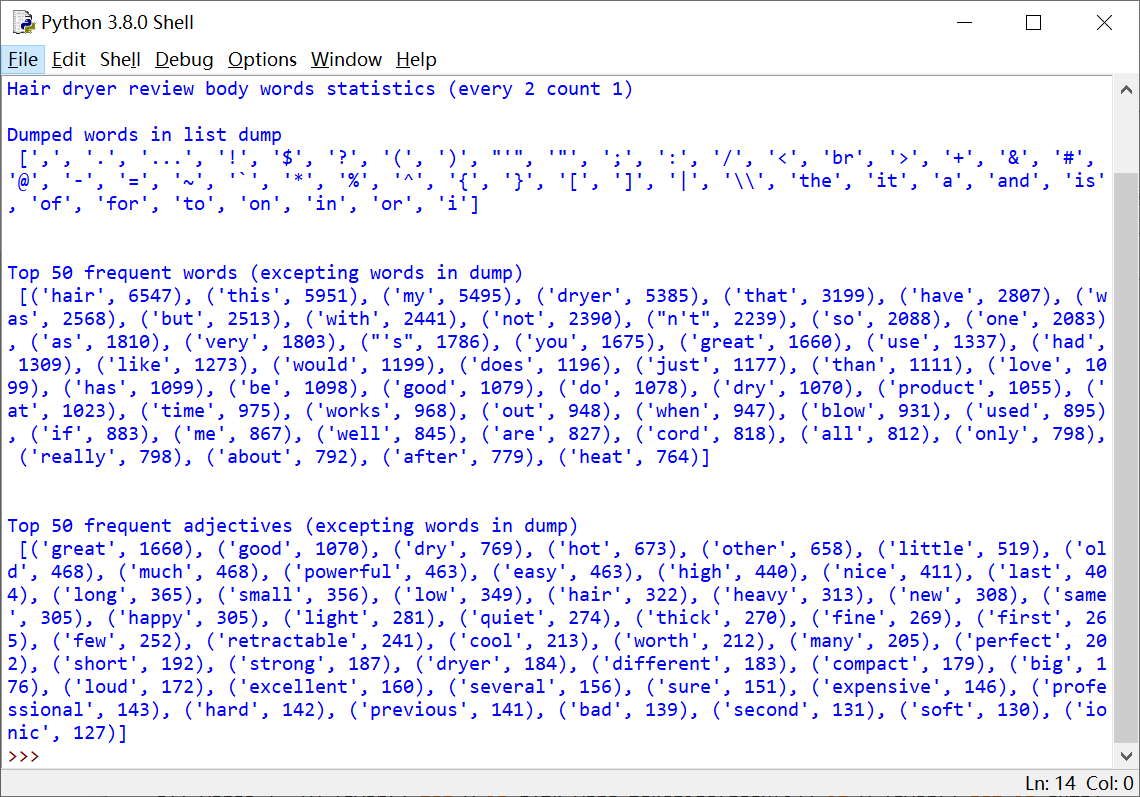 Python 3.8.0 Shell
File Edit Shell Debug Options Window Help
Hair dryer review body words statistics (every 2 count 1)
Dumped words in list dump
[',', '.', '...', '!', '$', '?', '(', ')', "'", '"', ';', ':', '/', '<', 'br', '>', '+', '&', '#',
'@', '-', '=', '~', '`', '*', '%', '^', '{', '}', '[', ']', '|', '\\', 'the', 'it', 'a', 'and', 'is'
, 'of', 'for', 'to', 'on', 'in', 'or', 'i']
Top 50 frequent words (excepting words in dump)
[('hair', 6547), ('this', 5951), ('my', 5495), ('dryer', 5385), ('that', 3199), ('have', 2807), ('w
as', 2568), ('but', 2513), ('with', 2441), ('not', 2390), ("n't", 2239), ('so', 2088), ('one', 2083)
, ('as', 1810), ('very', 1803), ("'s", 1786), ('you', 1675), ('great', 1660), ('use', 1337), ('had',
1309), ('like', 1273), ('would', 1199), ('does', 1196), ('just', 1177), ('than', 1111), ('love', 10
99), ('has', 1099), ('be', 1098), ('good', 1079), ('do', 1078), ('dry', 1070), ('product', 1055), ('
at', 1023), ('time', 975), ('works', 968), ('out', 948), ('when', 947), ('blow', 931), ('used', 895)
, ('if', 883), ('me', 867), ('well', 845), ('are', 827), ('cord', 818), ('all', 812), ('only', 798),
('really', 798), ('about', 792), ('after', 779), ('heat', 764)]
Top 50 frequent adjectives (excepting words in dump)
[('great', 1660), ('good', 1070), ('dry', 769), ('hot', 673), ('other', 658), ('little', 519), ('ol
d', 468), ('much', 468), ('powerful', 463), ('easy', 463), ('high', 440), ('nice', 411), ('last', 40
4), ('long', 365), ('small', 356), ('low', 349), ('hair', 322), ('heavy', 313), ('new', 308), ('same
', 305), ('happy', 305), ('light', 281), ('quiet', 274), ('thick', 270), ('fine', 269), ('first', 26
5), ('few', 252), ('retractable', 241), ('cool', 213), ('worth', 212), ('many', 205), ('perfect', 20
2), ('short', 192), ('strong', 187), ('dryer', 184), ('different', 183), ('compact', 179), ('big', 1
76), ('loud', 172), ('excellent', 160), ('several', 156), ('sure', 151), ('expensive', 146), ('profe
ssional', 143), ('hard', 142), ('previous', 141), ('bad', 139), ('second', 131), ('soft', 130), ('io
nic', 127)]
>>>
Ln: 14 Col: 0